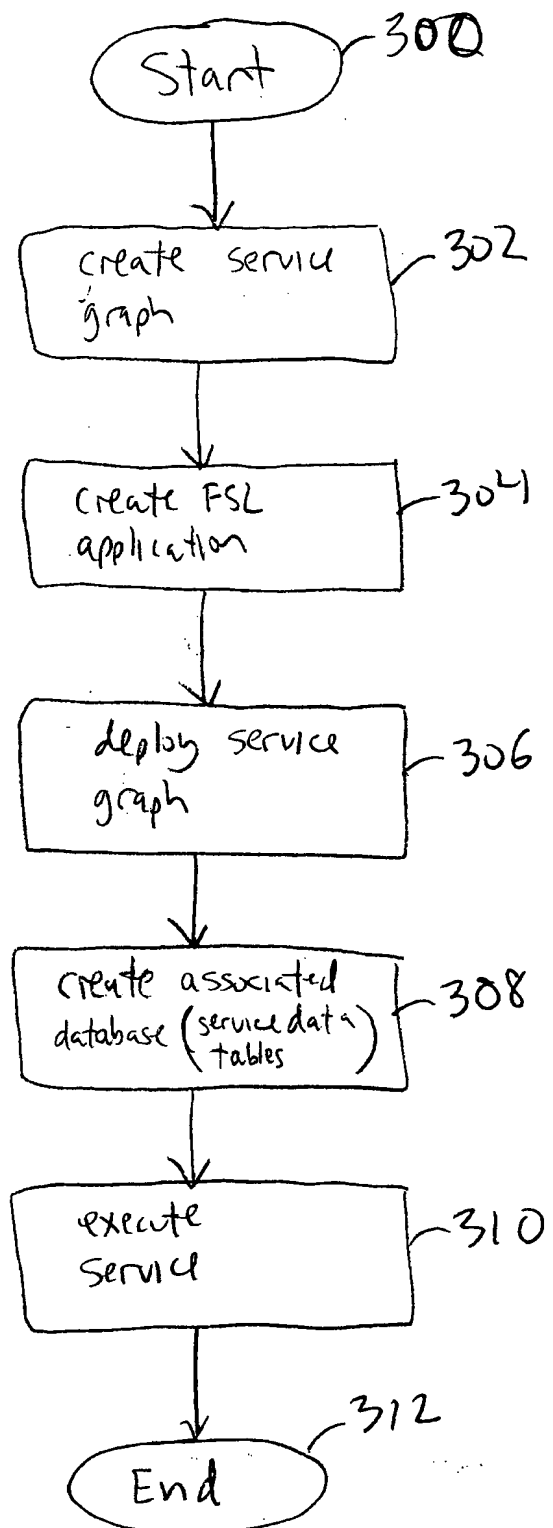 Start
300
create service
graph
302
create FSL
application
304
deploy service
graph
306
create associated
database (service data
tables)
308
execute
service
310
312
End